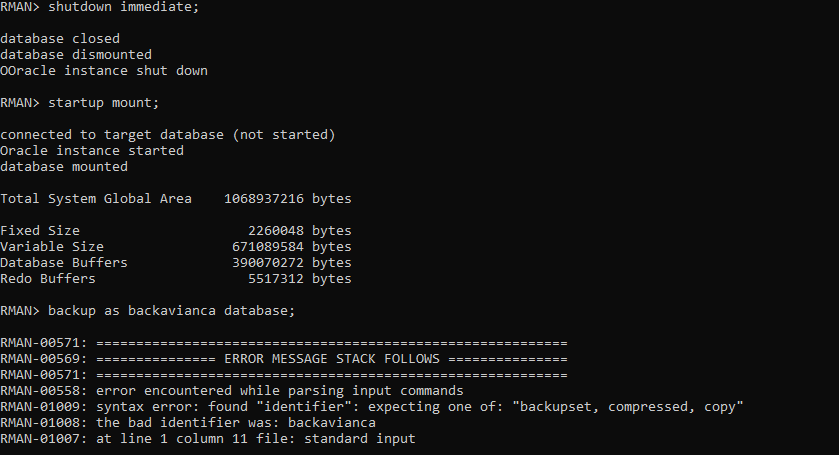 RMAN> shutdown immediate;
database closed
database dismounted
OOracle instance shut down
RMAN> startup mount;
connected to target database (not started)
Oracle instance started
database mounted
Total System Global Area    1068937216 bytes
Fixed Size                     2260048 bytes
Variable Size                671089584 bytes
Database Buffers             390070272 bytes
Redo Buffers                   5517312 bytes
RMAN> backup as backavianca database;
RMAN-00571: ===========================================================
RMAN-00569: =============== ERROR MESSAGE STACK FOLLOWS ===============
RMAN-00571: ===========================================================
RMAN-00558: error encountered while parsing input commands
RMAN-01009: syntax error: found "identifier": expecting one of: "backupset, compressed, copy"
RMAN-01008: the bad identifier was: backavianca
RMAN-01007: at line 1 column 11 file: standard input